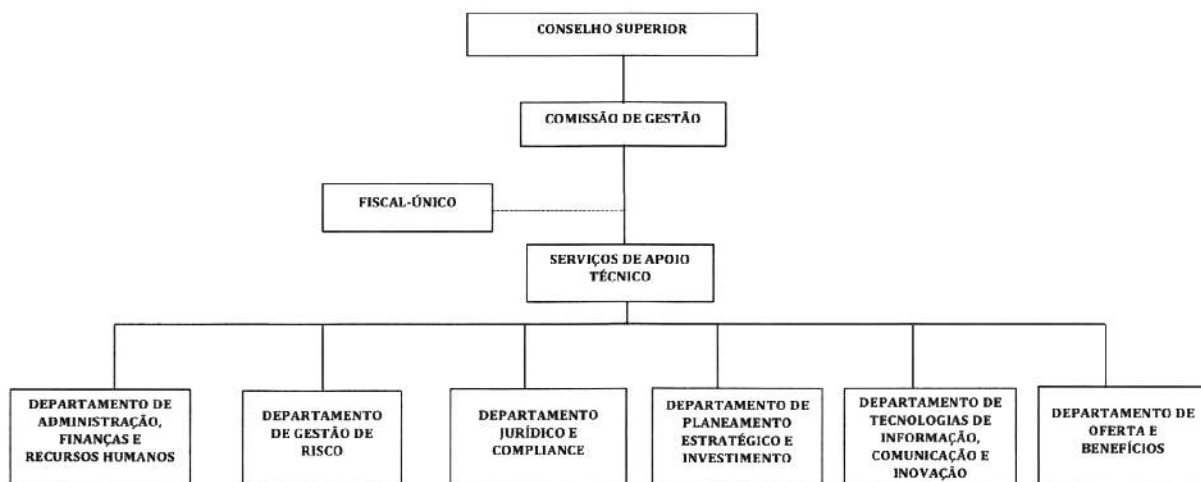 CONSELHO SUPERIOR
COMISSÃO DE GESTÃO
FISCAL-ÚNICO
SERVIÇOS DE APOIO
TÉCNICO
DEPARTAMENTO DE
ADMINISTRAÇÃO,
FINANÇAS E
RECURSOS HUMANOS
DEPARTAMENTO
DE GESTÃO DE
RISCO
DEPARTAMENTO
JURÍDICO E
COMPLIANCE
DEPARTAMENTO DE
PLANEAMENTO
ESTRATÉGICO E
INVESTIMENTO
DEPARTAMENTO DE
TECNOLOGIAS DE
INFORMAÇÃO,
COMUNICAÇÃO E
INOVAÇÃO
DEPARTAMENTO DE
OFERTA E
BENEFÍCIOS